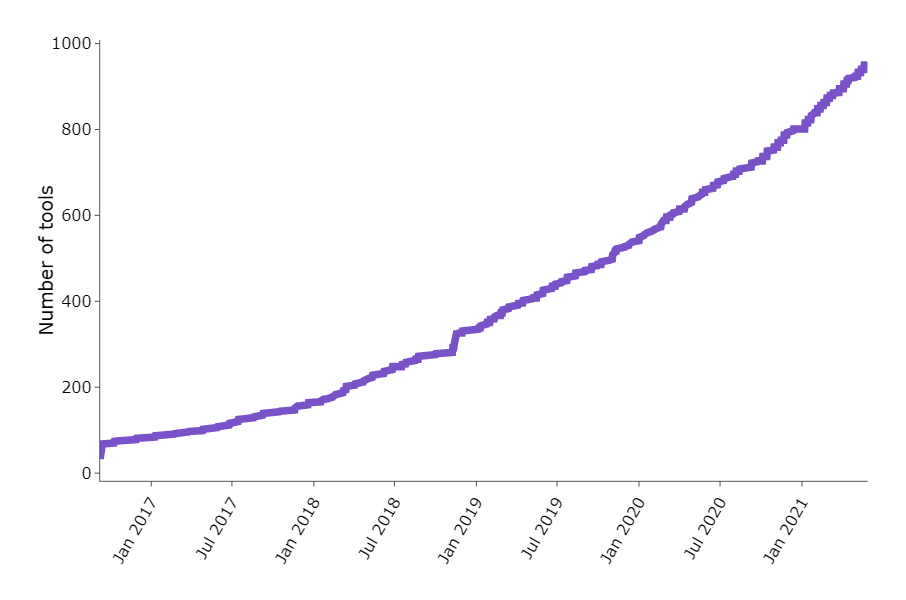 Number of tools
1000
800
600
400
200
0
Jan 2017
Jul 2017
Jan 2018
Jul 2018
Jan 2019
Jul 2019
Jan 2020
Jul 2020
Jan 2021